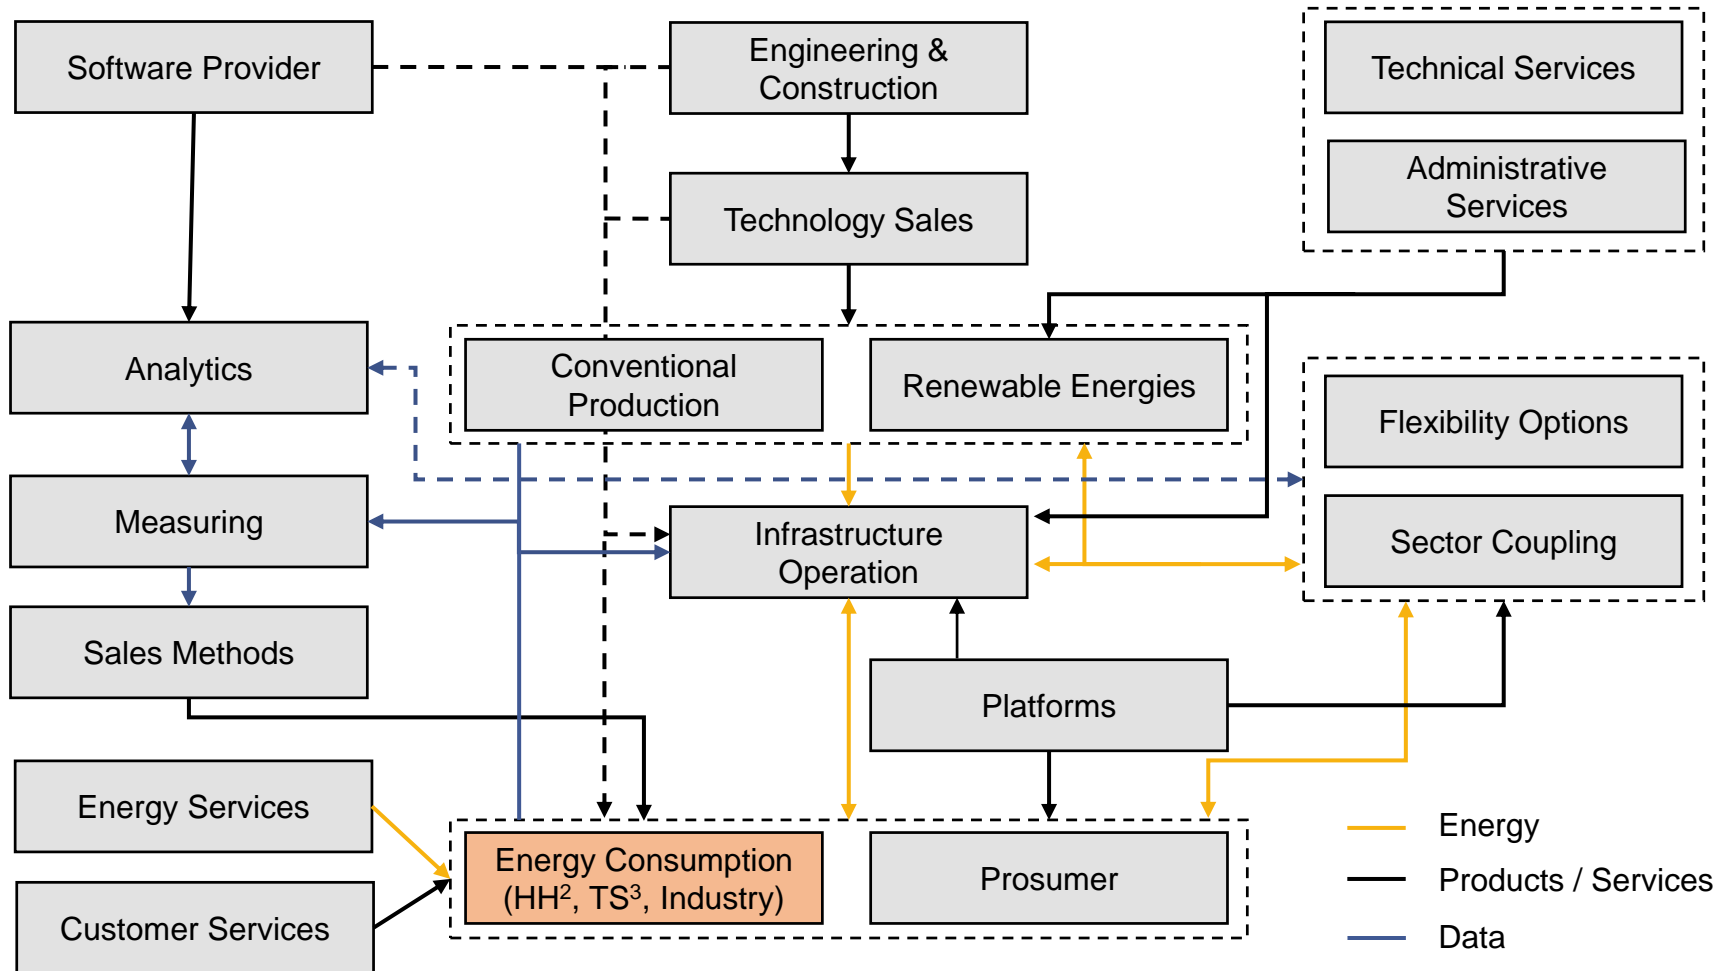 Software Provider
Engineering &
Construction
Technical Services
Administrative
Services
Technology Sales
Analytics
Conventional
Production
Renewable Energies
Flexibility Options
Measuring
Infrastructure
Operation
Sector Coupling
Sales Methods
Platforms
Energy Services
Energy Consumption
(HH², TS³, Industry)
Prosumer
Customer Services
Energy
Products / Services
Data